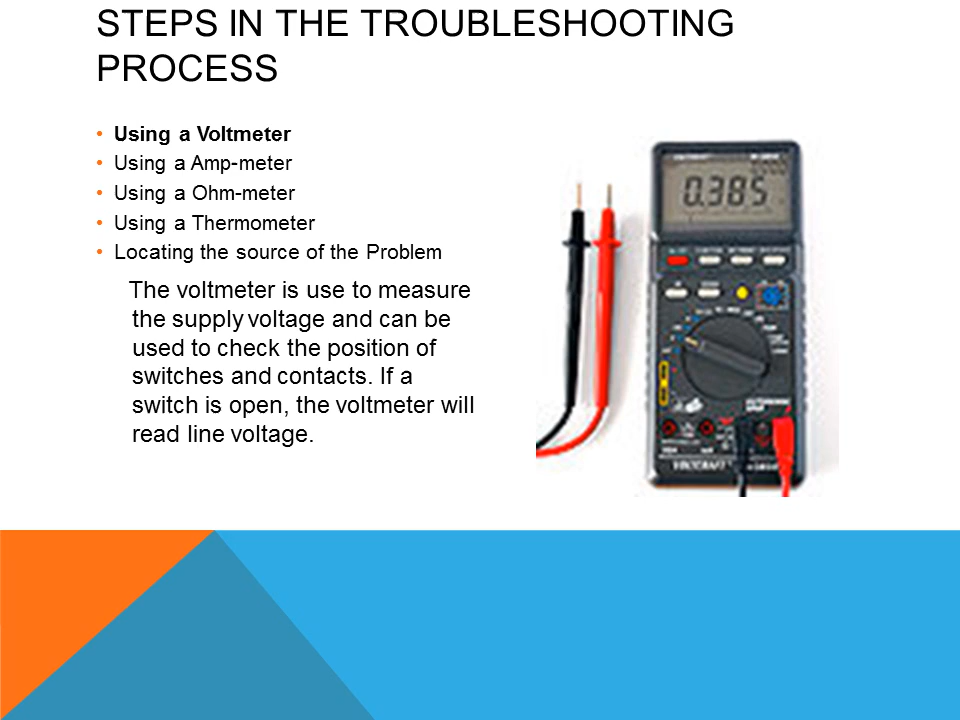 STEPS IN THE TROUBLESHOOTING
PROCESS
• Using a Voltmeter
• Using a Amp-meter
• Using a Ohm-meter
• Using a Thermometer
• Locating the source of the Problem
The voltmeter is use to measure
the supply voltage and can be
used to check the position of
switches and contacts. If a
switch is open, the voltmeter will
read line voltage.
0.385
VOLTCRAFT